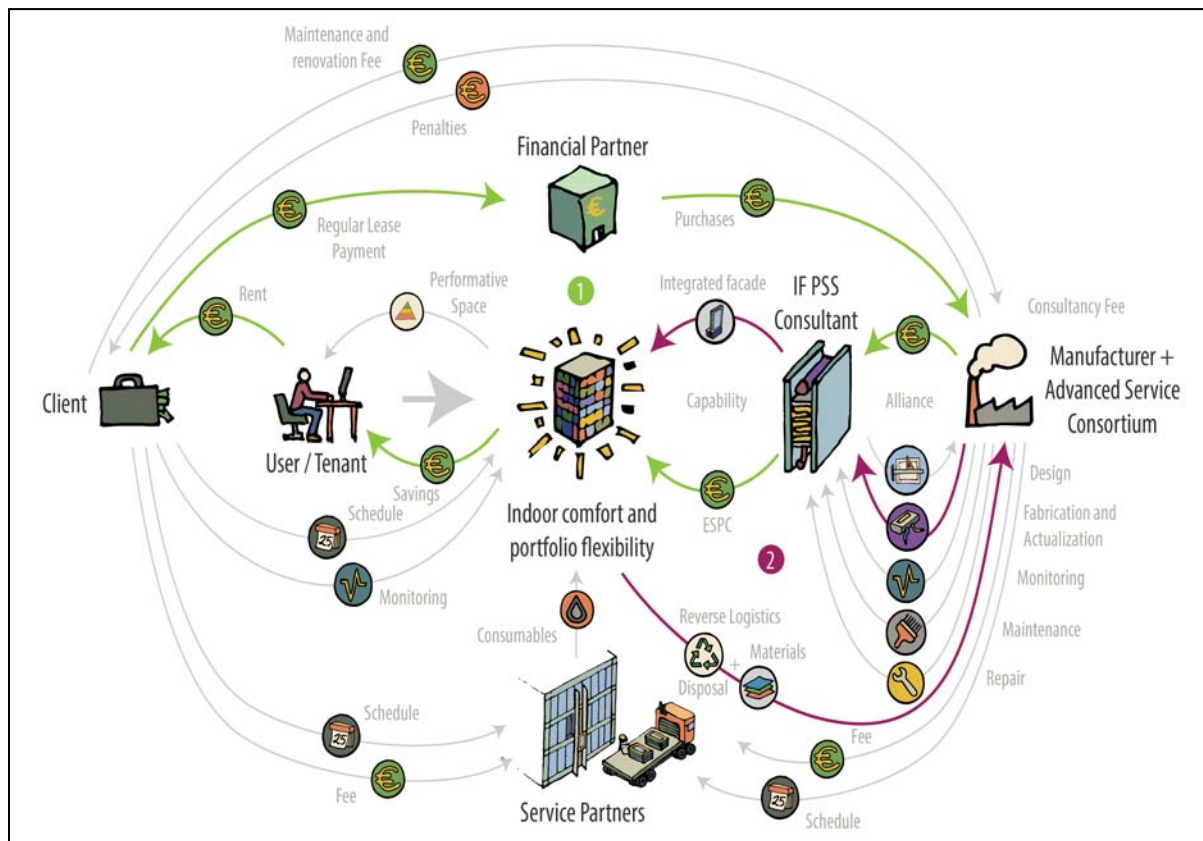 Maintenance and
renovation Fee
Penalties
Financial Partner
Regular Lease
Payment
Purchases
1
Rent
Performative
Space
Integrated facade
IF PSS
Consultant
Consultancy Fee
Client
User / Tenant
Capability
Alliance
Manufacturer +
Advanced Service
Consortium
Savings
ESPC
Design
Schedule
25
Indoor comfort and
portfolio flexibility
Fabrication and
Actualization
2
Monitoring
Monitoring
Consumables
Reverse Logistics
+
Materials
Disposal
Maintenance
Repair
Schedule
25
Fee
Fee
Service Partners
25
Schedule